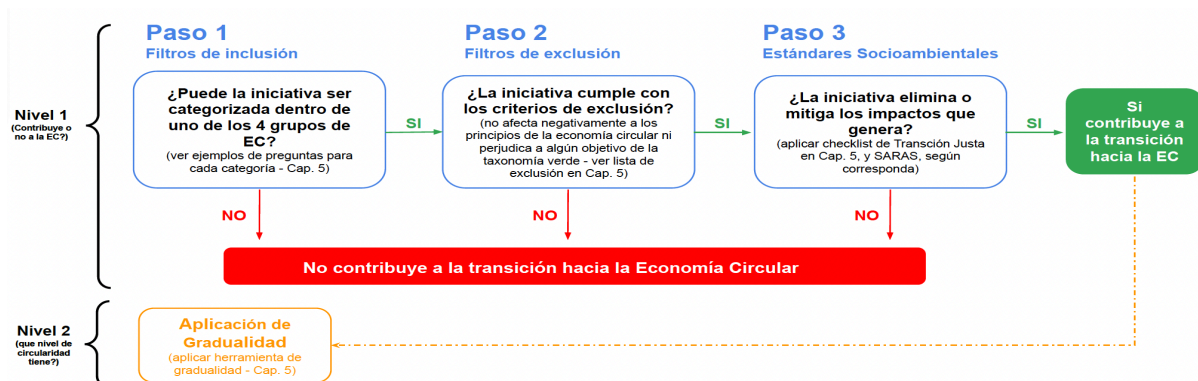 Paso 1
Filtros de inclusión
Paso 2
Filtros de exclusión
Paso 3
Estándares Socioambientales
Nivel 1
(Contribuye o
no a la EC?)
¿Puede la iniciativa ser
categorizada dentro de
uno de los 4 grupos de
EC?
(ver ejemplos de preguntas para
cada categoría - Cap. 5)
SI
¿La iniciativa cumple con
los criterios de exclusión?
(no afecta negativamente a los
principios de la economía circular ni
perjudica a algún objetivo de la
taxonomía verde - ver lista de
exclusión en Cap. 5)
SI
¿La iniciativa elimina o
mitiga los impactos que
genera?
(aplicar checklist de Transción Justa
en Cap. 5, y SARAS, según
corresponda)
SI
Si
contribuye a
la transición
hacia la EC
NO
NO
NO
No contribuye a la transición hacia la Economía Circular
Nivel 2
(que nivel de
circularidad
tiene?)
Aplicación de
Gradualidad
(aplicar herramienta de
gradualidad - Cap. 5)